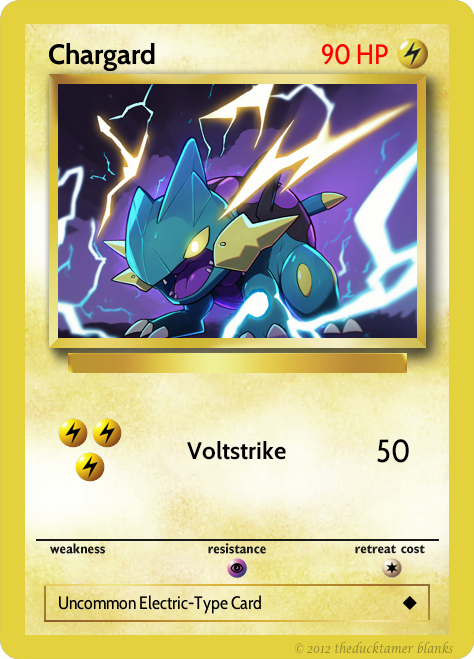 Chargard 90 HP
Voltstrike 50
weakness resistance retreat cost
Uncommon Electric-Type Card
© 2012 theducktamer blanks